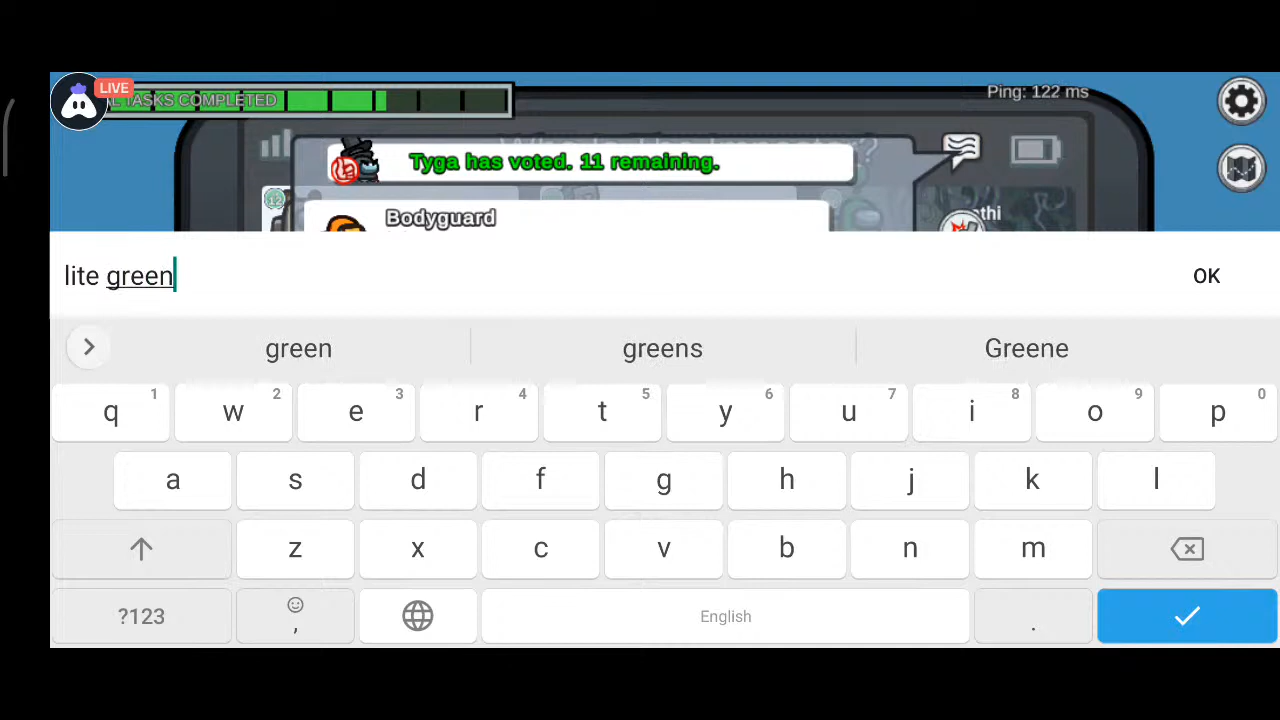 LIVE
TASKS COMPLETED
Ping: 122 ms
Tyga has voted. 11 remaining.
Bodyguard
thi
lite green
OK
green
greens
Greene
q 1 w 2 e 3 r 4 t 5 y 6 u 7 i 8 o 9 p 0
a s d f g h j k l
z x c v b n m
?123 , English .